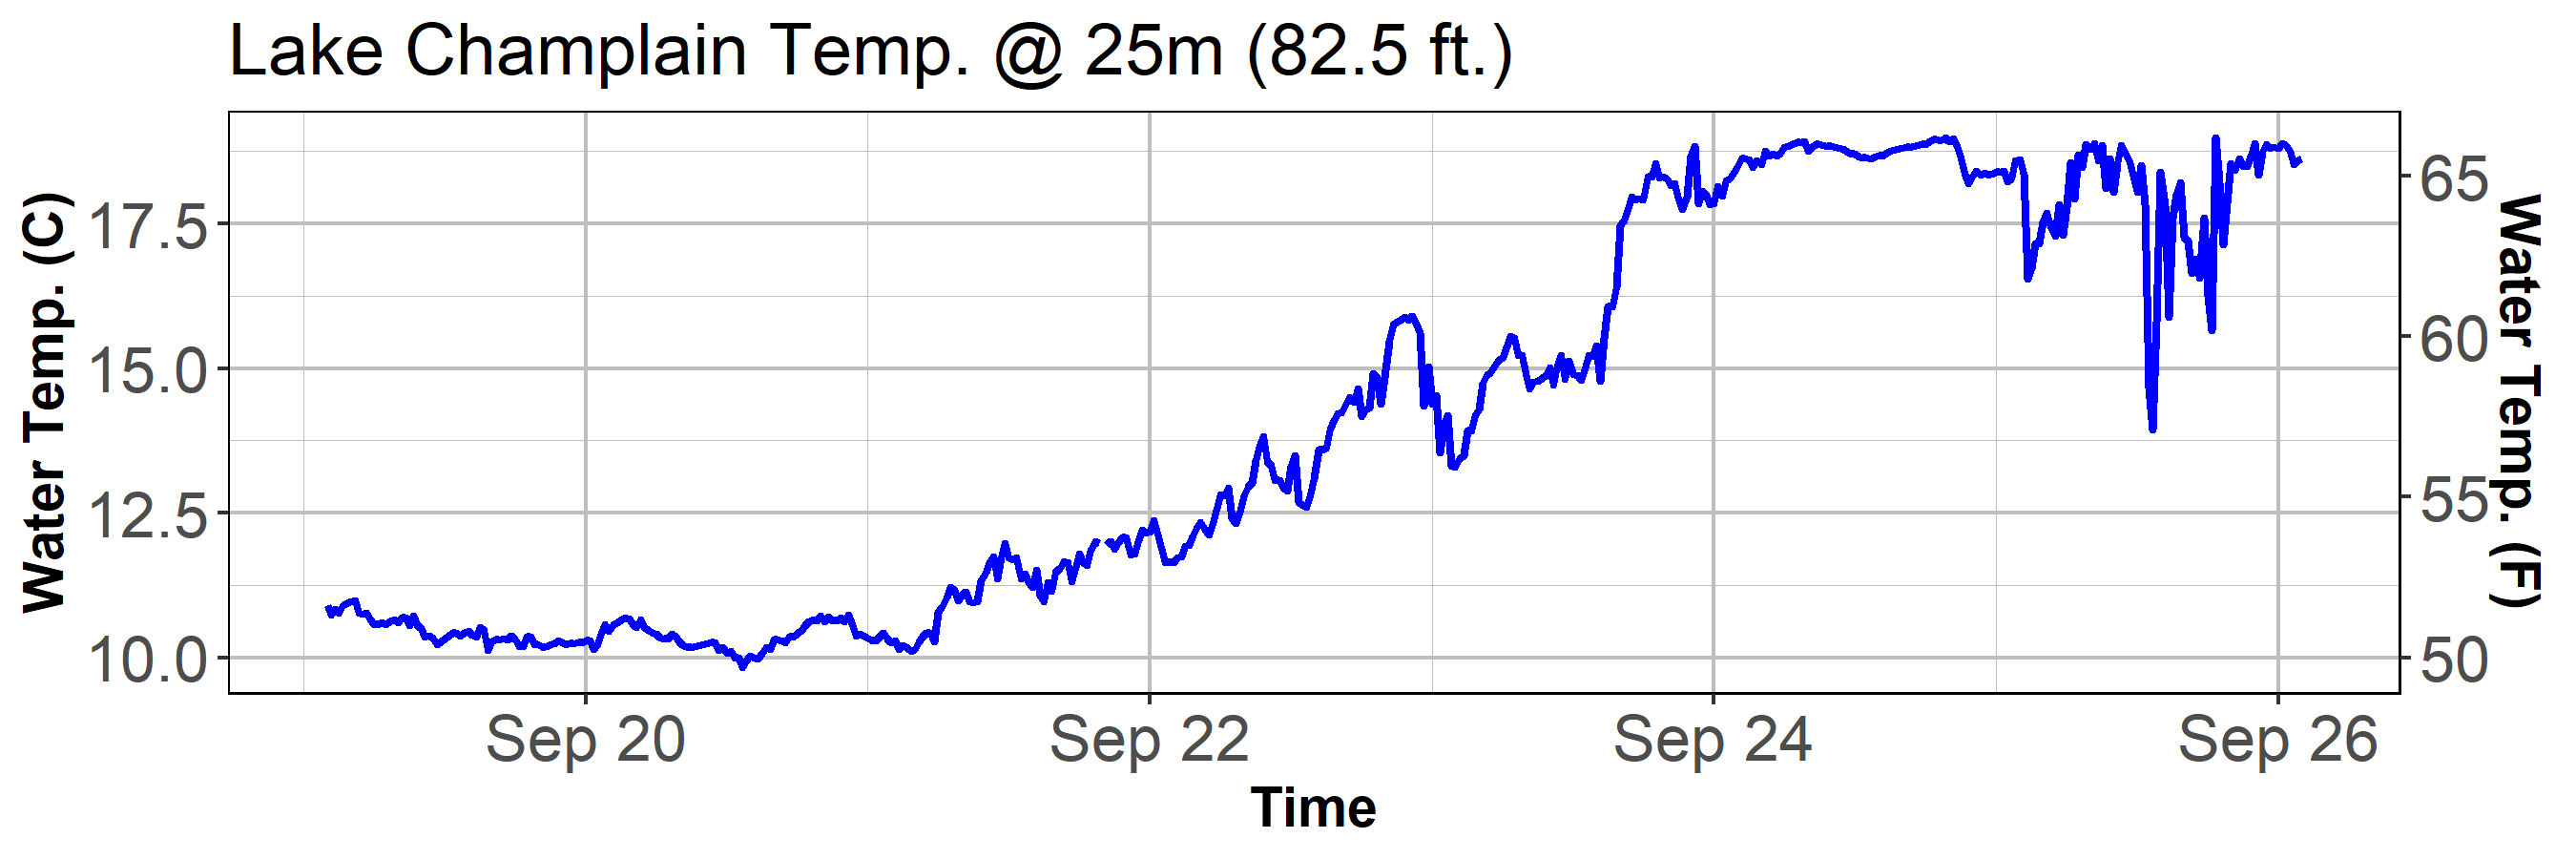 Lake Champlain Temp. @ 25m (82.5 ft.)
Water Temp. (C)
17.5
15.0
12.5
10.0
65
60
55
50
Water Temp. (F)
Sep 20 Sep 22 Sep 24 Sep 26
Time